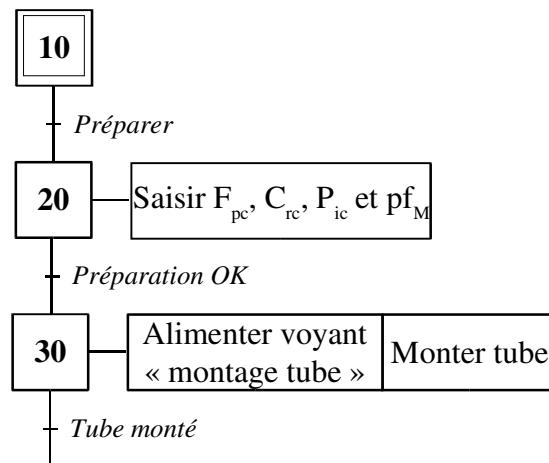 10
Préparer
20
Saisir Fpc, Crc, Pic et pfM
Préparation OK
30
Alimenter voyant
« montage tube »
Monter tube
Tube monté